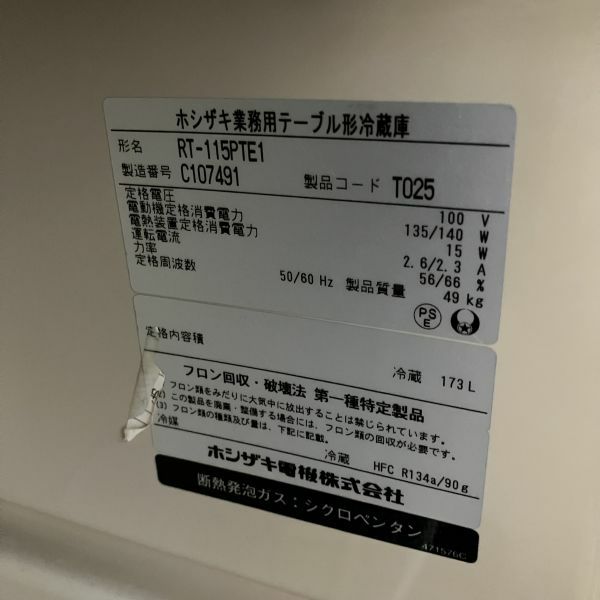 ホシザキ業務用テーブル形冷蔵庫
形名 RT-115PTE1
製造番号 C107491 製品コード T025
定格電圧 100 V
電動機定格消費電力 135/140 W
電熱装置定格消費電力 15 W
運転電流 2.6/2.3 A
力率 56/66 %
定格周波数 50/60 Hz 製品質量 49 kg
PS
E
定格内容積
冷蔵 173 L
フロン回収・破壊法 第一種特定製品
フロン類をみだりに大気中に放出することは禁じられています。
(2) この製品を廃棄・整備する場合には、フロン類の回収が必要です。
(3) フロン類の種類及び量は、下記に記載。
冷媒
冷蔵 HFC R134a/90g
ホシザキ電機株式会社
断熱発泡ガス：シクロペンタン
471576C